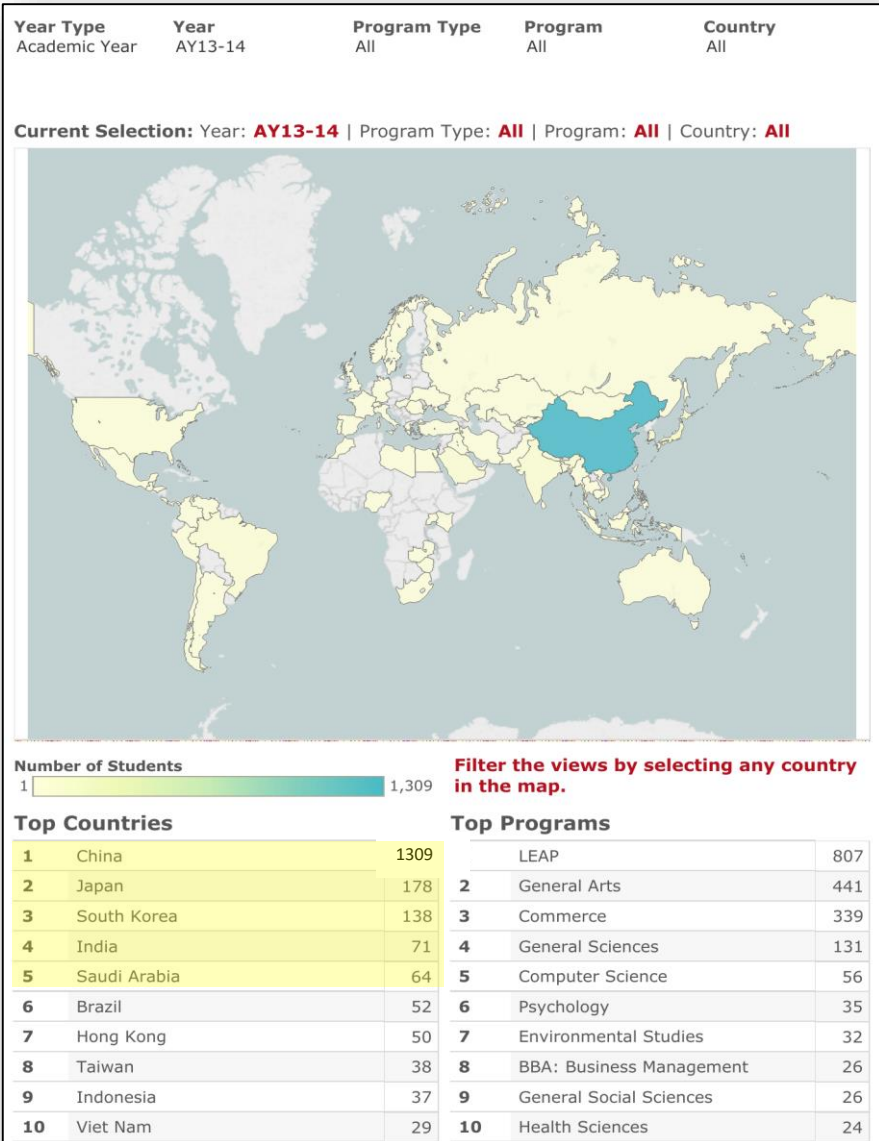 Year Type Year Program Type Program Country
Academic Year AY13-14 All All All
Current Selection: Year: AY13-14 | Program Type: All | Program: All | Country: All
Number of Students
1 1,309
Filter the views by selecting any country
in the map.
Top Countries
1 China 1309
2 Japan 178
3 South Korea 138
4 India 71
5 Saudi Arabia 64
6 Brazil 52
7 Hong Kong 50
8 Taiwan 38
9 Indonesia 37
10 Viet Nam 29
Top Programs
LEAP 807
2 General Arts 441
3 Commerce 339
4 General Sciences 131
5 Computer Science 56
6 Psychology 35
7 Environmental Studies 32
8 BBA: Business Management 26
9 General Social Sciences 26
10 Health Sciences 24